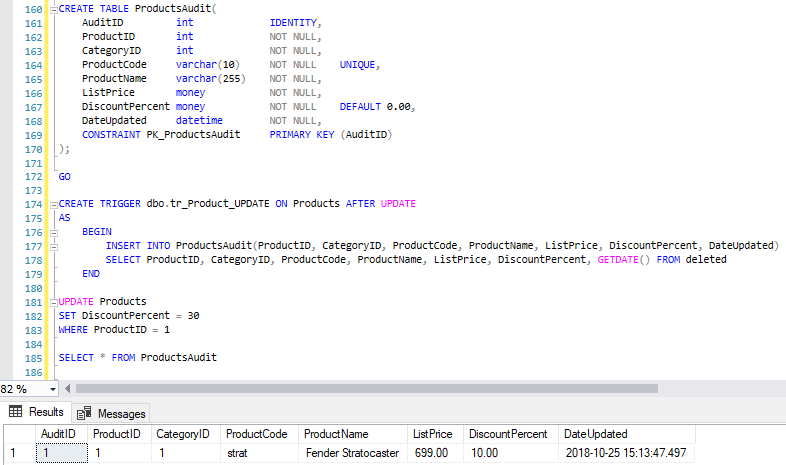 160 CREATE TABLE ProductsAudit(
161 AuditID int IDENTITY,
162 ProductID int NOT NULL,
163 CategoryID int NOT NULL,
164 ProductCode varchar(10) NOT NULL UNIQUE,
165 ProductName varchar(255) NOT NULL,
166 ListPrice money NOT NULL,
167 DiscountPercent money NOT NULL DEFAULT 0.00,
168 DateUpdated datetime NOT NULL,
169 CONSTRAINT PK_ProductsAudit PRIMARY KEY (AuditID)
170 );
171
172 GO
173
174 CREATE TRIGGER dbo.tr_Product_UPDATE ON Products AFTER UPDATE
175 AS
176 BEGIN
177 INSERT INTO ProductsAudit(ProductID, CategoryID, ProductCode, ProductName, ListPrice, DiscountPercent, DateUpdated)
178 SELECT ProductID, CategoryID, ProductCode, ProductName, ListPrice, DiscountPercent, GETDATE() FROM deleted
179 END
180
181 UPDATE Products
182 SET DiscountPercent = 30
183 WHERE ProductID = 1
184
185 SELECT * FROM ProductsAudit
186
82 %
Results Messages
AuditID ProductID CategoryID ProductCode ProductName ListPrice DiscountPercent DateUpdated
1 1 1 1 strat Fender Stratocaster 699.00 10.00 2018-10-25 15:13:47.497